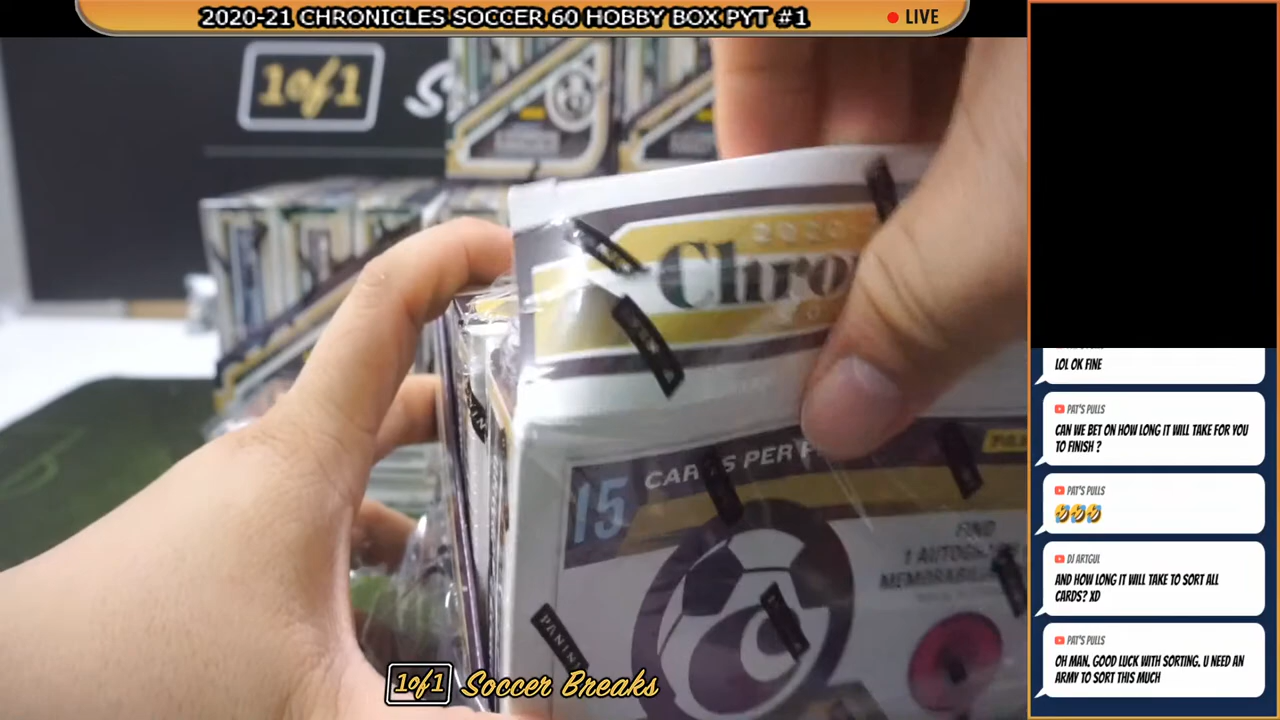 2020-21 CHRONICLES SOCCER 60 HOBBY BOX PYT #1
LIVE
1of1
2020
15 CARDS PER
FIND
1 AUTOGRAPH
PANINI
1of1 Soccer Breaks
LOL OK FINE
PAT'S PULLS
CAN WE BET ON HOW LONG IT WILL TAKE FOR YOU
TO FINISH ?
PAT'S PULLS
🤣🤣🤣
DJ ARTGUL
AND HOW LONG IT WILL TAKE TO SORT ALL
CARDS? XD
PAT'S PULLS
OH MAN. GOOD LUCK WITH SORTING. U NEED AN
ARMY TO SORT THIS MUCH